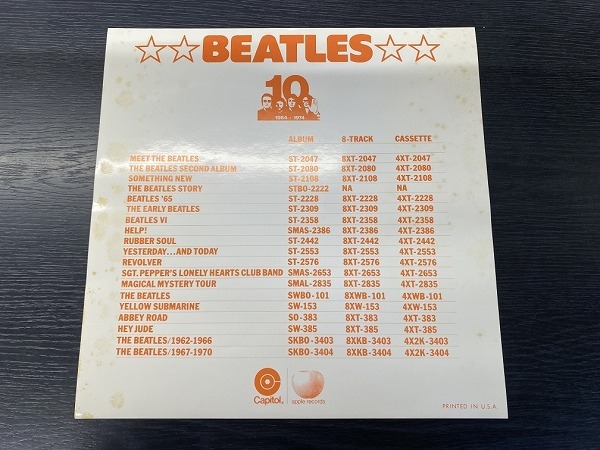 ☆☆BEATLES☆☆
10
1964 - 1974
ALBUM 8-TRACK CASSETTE
MEET THE BEATLES ST-2047 8XT-2047 4XT-2047
THE BEATLES SECOND ALBUM ST-2080 8XT-2080 4XT-2080
SOMETHING NEW ST-2108 8XT-2108 4XT-2108
THE BEATLES STORY STBO-2222 NA NA
BEATLES '65 ST-2228 8XT-2228 4XT-2228
THE EARLY BEATLES ST-2309 8XT-2309 4XT-2309
BEATLES VI ST-2358 8XT-2358 4XT-2358
HELP! SMAS-2386 8XT-2386 4XT-2386
RUBBER SOUL ST-2442 8XT-2442 4XT-2442
YESTERDAY...AND TODAY ST-2553 8XT-2553 4XT-2553
REVOLVER ST-2576 8XT-2576 4XT-2576
SGT. PEPPER'S LONELY HEARTS CLUB BAND SMAS-2653 8XT-2653 4XT-2653
MAGICAL MYSTERY TOUR SMAL-2835 8XT-2835 4XT-2835
THE BEATLES SWBO-101 8XWB-101 4XWB-101
YELLOW SUBMARINE SW-153 8XW-153 4XW-153
ABBEY ROAD SO-383 8XT-383 4XT-383
HEY JUDE SW-385 8XT-385 4XT-385
THE BEATLES/1962-1966 SKBO-3403 8XKB-3403 4X2K-3403
THE BEATLES/1967-1970 SKBO-3404 8XKB-3404 4X2K-3404
Capitol® apple records
PRINTED IN U.S.A.